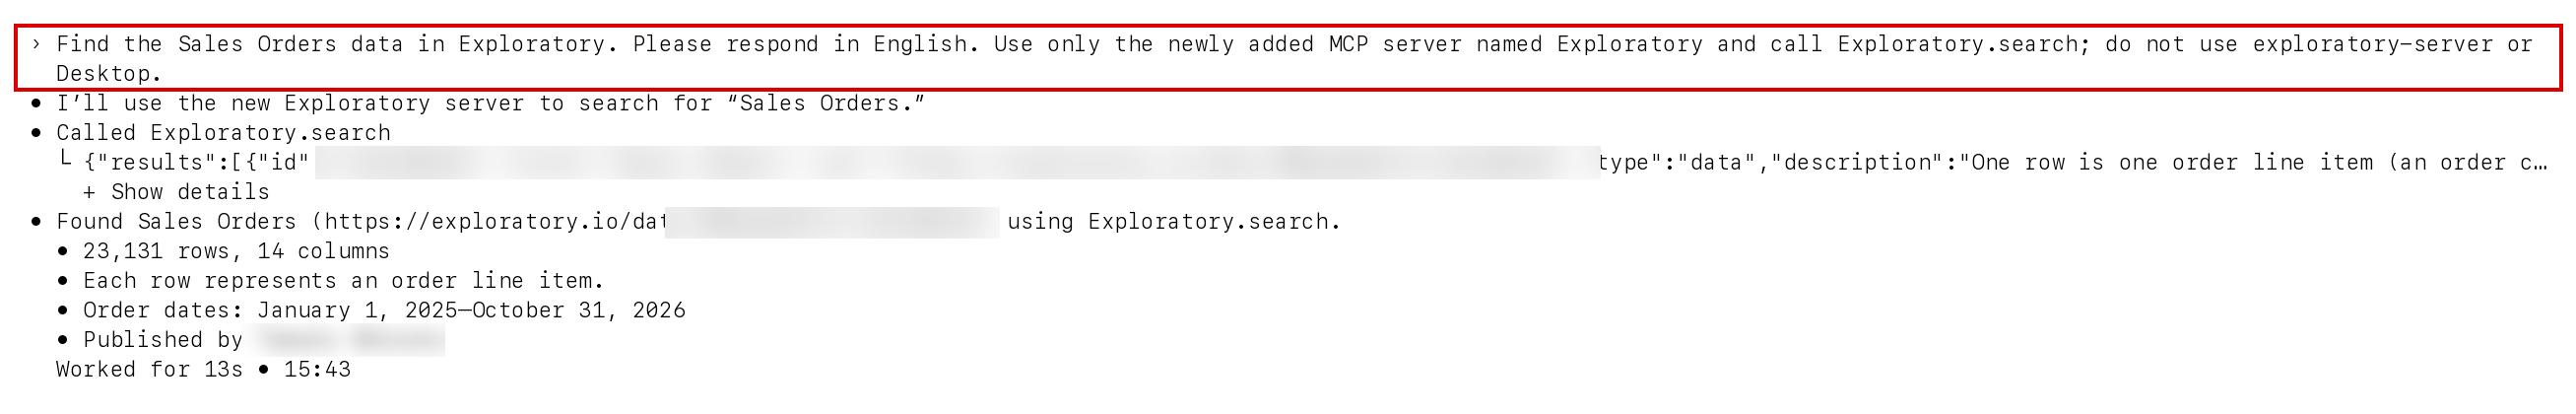 › Find the Sales Orders data in Exploratory. Please respond in English. Use only the newly added MCP server named Exploratory and call Exploratory.search; do not use exploratory-server or
Desktop.
• I’ll use the new Exploratory server to search for “Sales Orders.”
• Called Exploratory.search
└ {"results":[{"id" type":"data","description":"One row is one order line item (an order c…
+ Show details
• Found Sales Orders (https://exploratory.io/dat using Exploratory.search.
• 23,131 rows, 14 columns
• Each row represents an order line item.
• Order dates: January 1, 2025–October 31, 2026
• Published by
Worked for 13s • 15:43